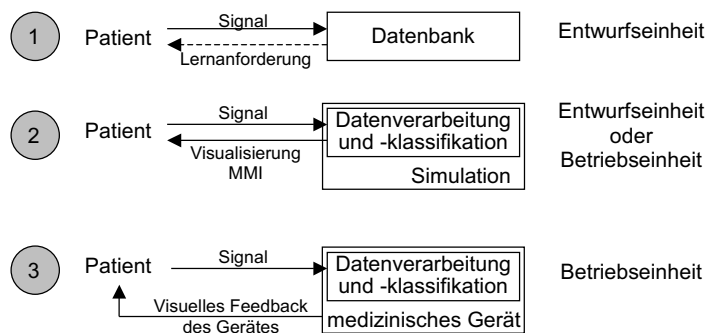 1
Patient
Signal
Lernanforderung
Datenbank
Entwurfseinheit
2
Patient
Signal
Visualisierung
MMI
Datenverarbeitung
und -klassifikation
Simulation
Entwurfseinheit
oder
Betriebseinheit
3
Patient
Signal
Visuelles Feedback
des Gerätes
Datenverarbeitung
und -klassifikation
medizinisches Gerät
Betriebseinheit